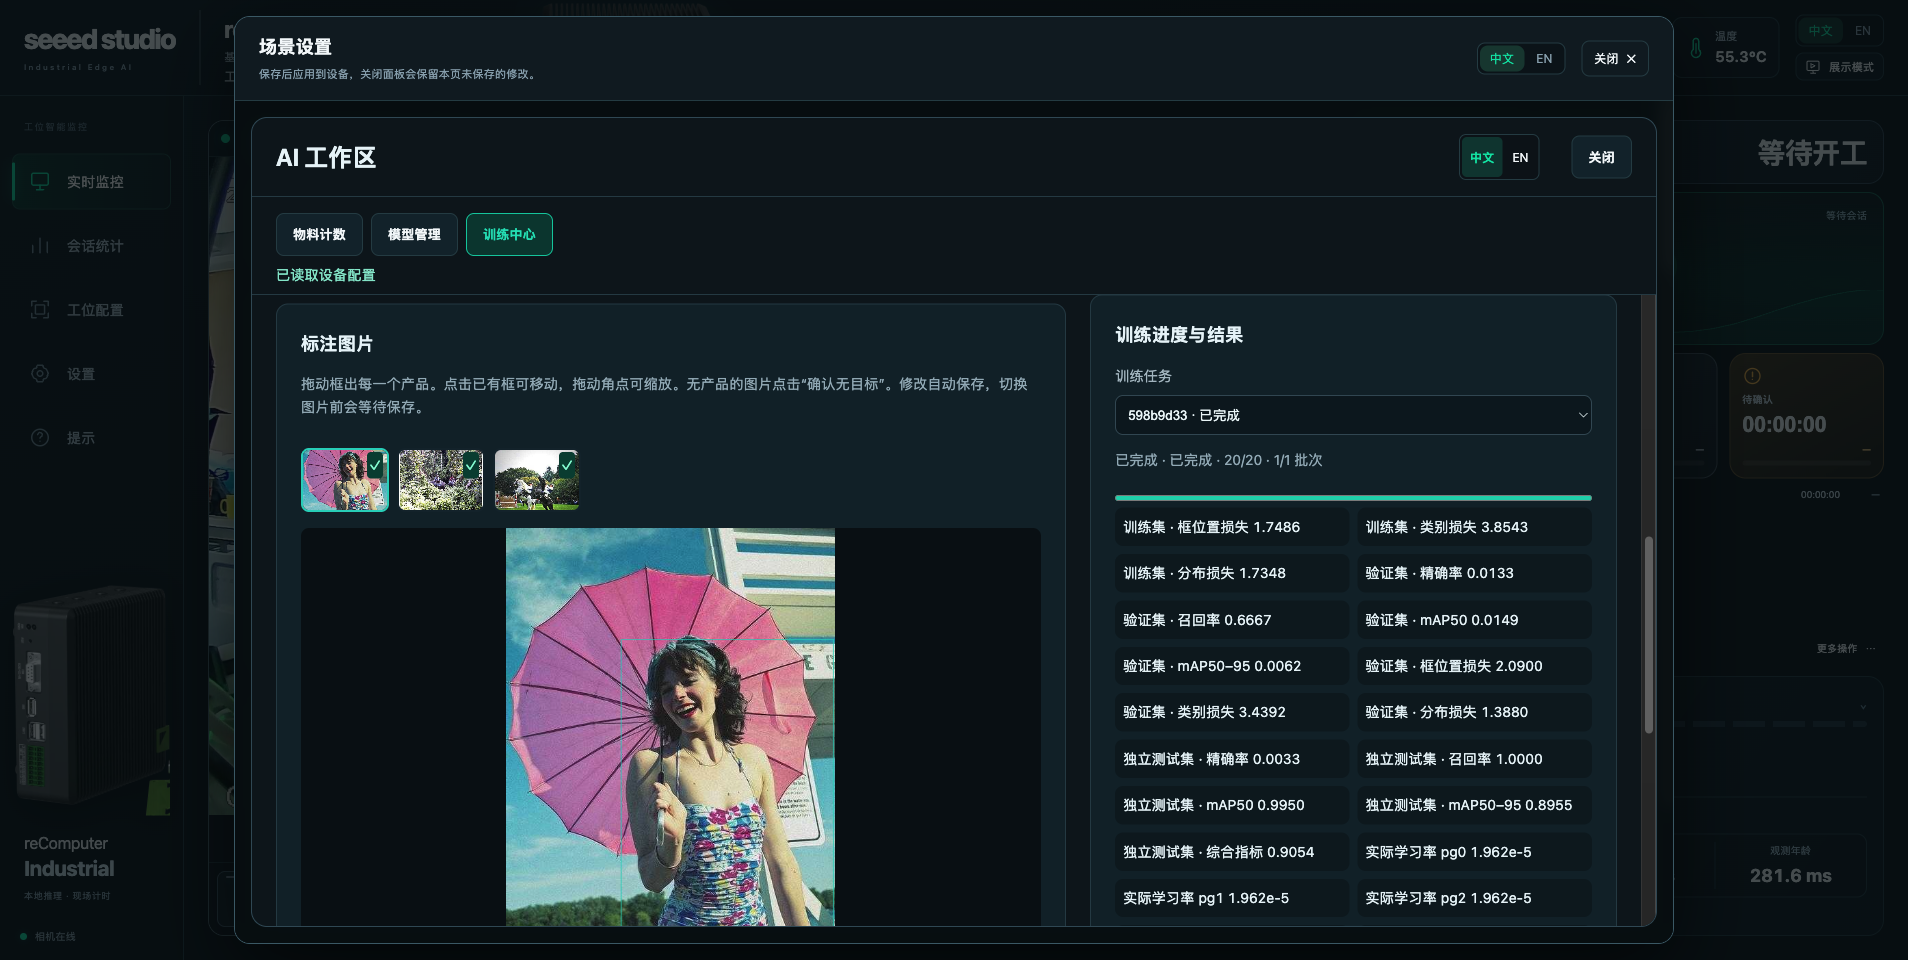 seeed studio
Industrial Edge AI
工位智能监控
实时监控
会话统计
工位配置
设置
提示
reComputer
Industrial
本地推理 · 现场计时
相机在线
场景设置
保存后应用到设备，关闭面板会保留本页未保存的修改。
中文 EN
关闭 ×
AI 工作区
中文 EN
关闭
物料计数 模型管理 训练中心
已读取设备配置
标注图片
拖动框出每一个产品。点击已有框可移动，拖动角点可缩放。无产品的图片点击“确认无目标”。修改自动保存，切换
图片前会等待保存。
训练进度与结果
训练任务
598b9d33 · 已完成
已完成 · 已完成 · 20/20 · 1/1 批次
训练集 · 框位置损失 1.7486
训练集 · 类别损失 3.8543
训练集 · 分布损失 1.7348
验证集 · 精确率 0.0133
验证集 · 召回率 0.6667
验证集 · mAP50 0.0149
验证集 · mAP50–95 0.0062
验证集 · 框位置损失 2.0900
验证集 · 类别损失 3.4392
验证集 · 分布损失 1.3880
独立测试集 · 精确率 0.0033
独立测试集 · 召回率 1.0000
独立测试集 · mAP50 0.9950
独立测试集 · mAP50–95 0.8955
独立测试集 · 综合指标 0.9054
实际学习率 pg0 1.962e-5
实际学习率 pg1 1.962e-5
实际学习率 pg2 1.962e-5
温度
55.3°C
中文 EN
展示模式
等待开工
等待会话
待确认
00:00:00
00:00:00
更多操作 ···
观测年龄
281.6 ms